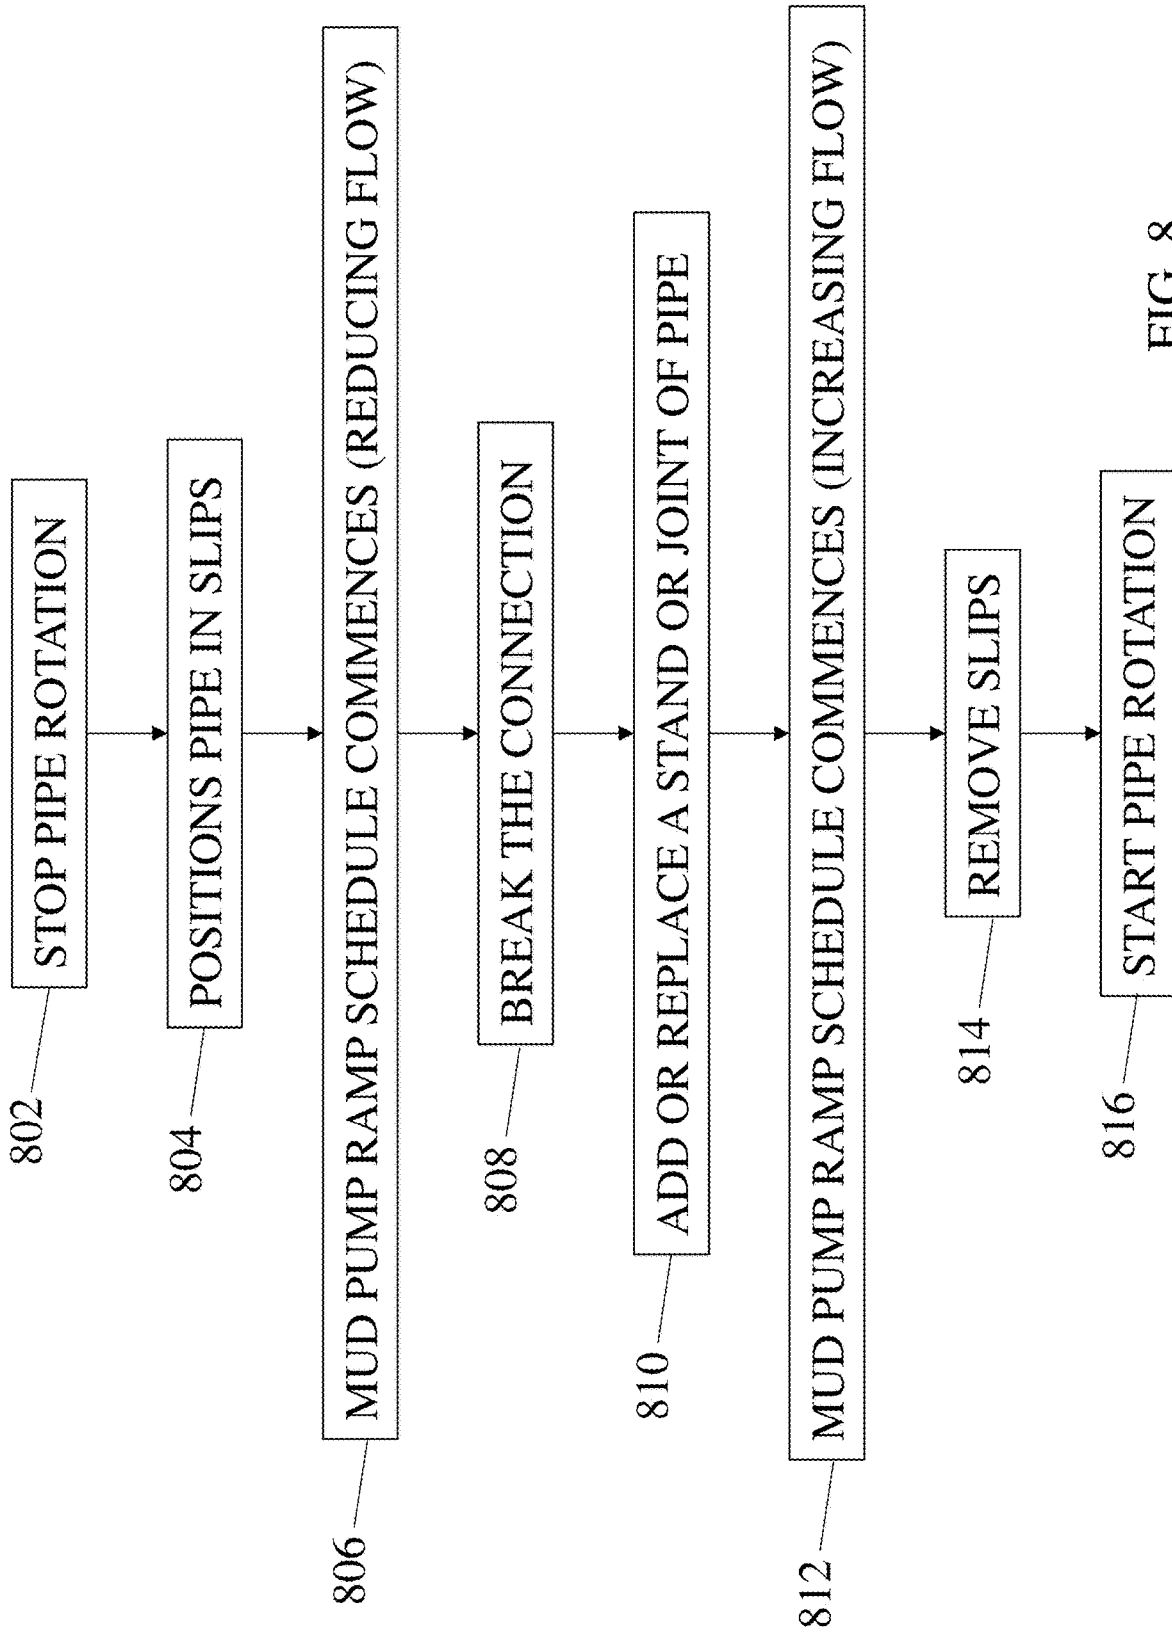 802
STOP PIPE ROTATION
804
POSITIONS PIPE IN SLIPS
806
MUD PUMP RAMP SCHEDULE COMMENCES (REDUCING FLOW)
808
BREAK THE CONNECTION
810
ADD OR REPLACE A STAND OR JOINT OF PIPE
812
MUD PUMP RAMP SCHEDULE COMMENCES (INCREASING FLOW)
814
REMOVE SLIPS
816
START PIPE ROTATION
FIG. 8